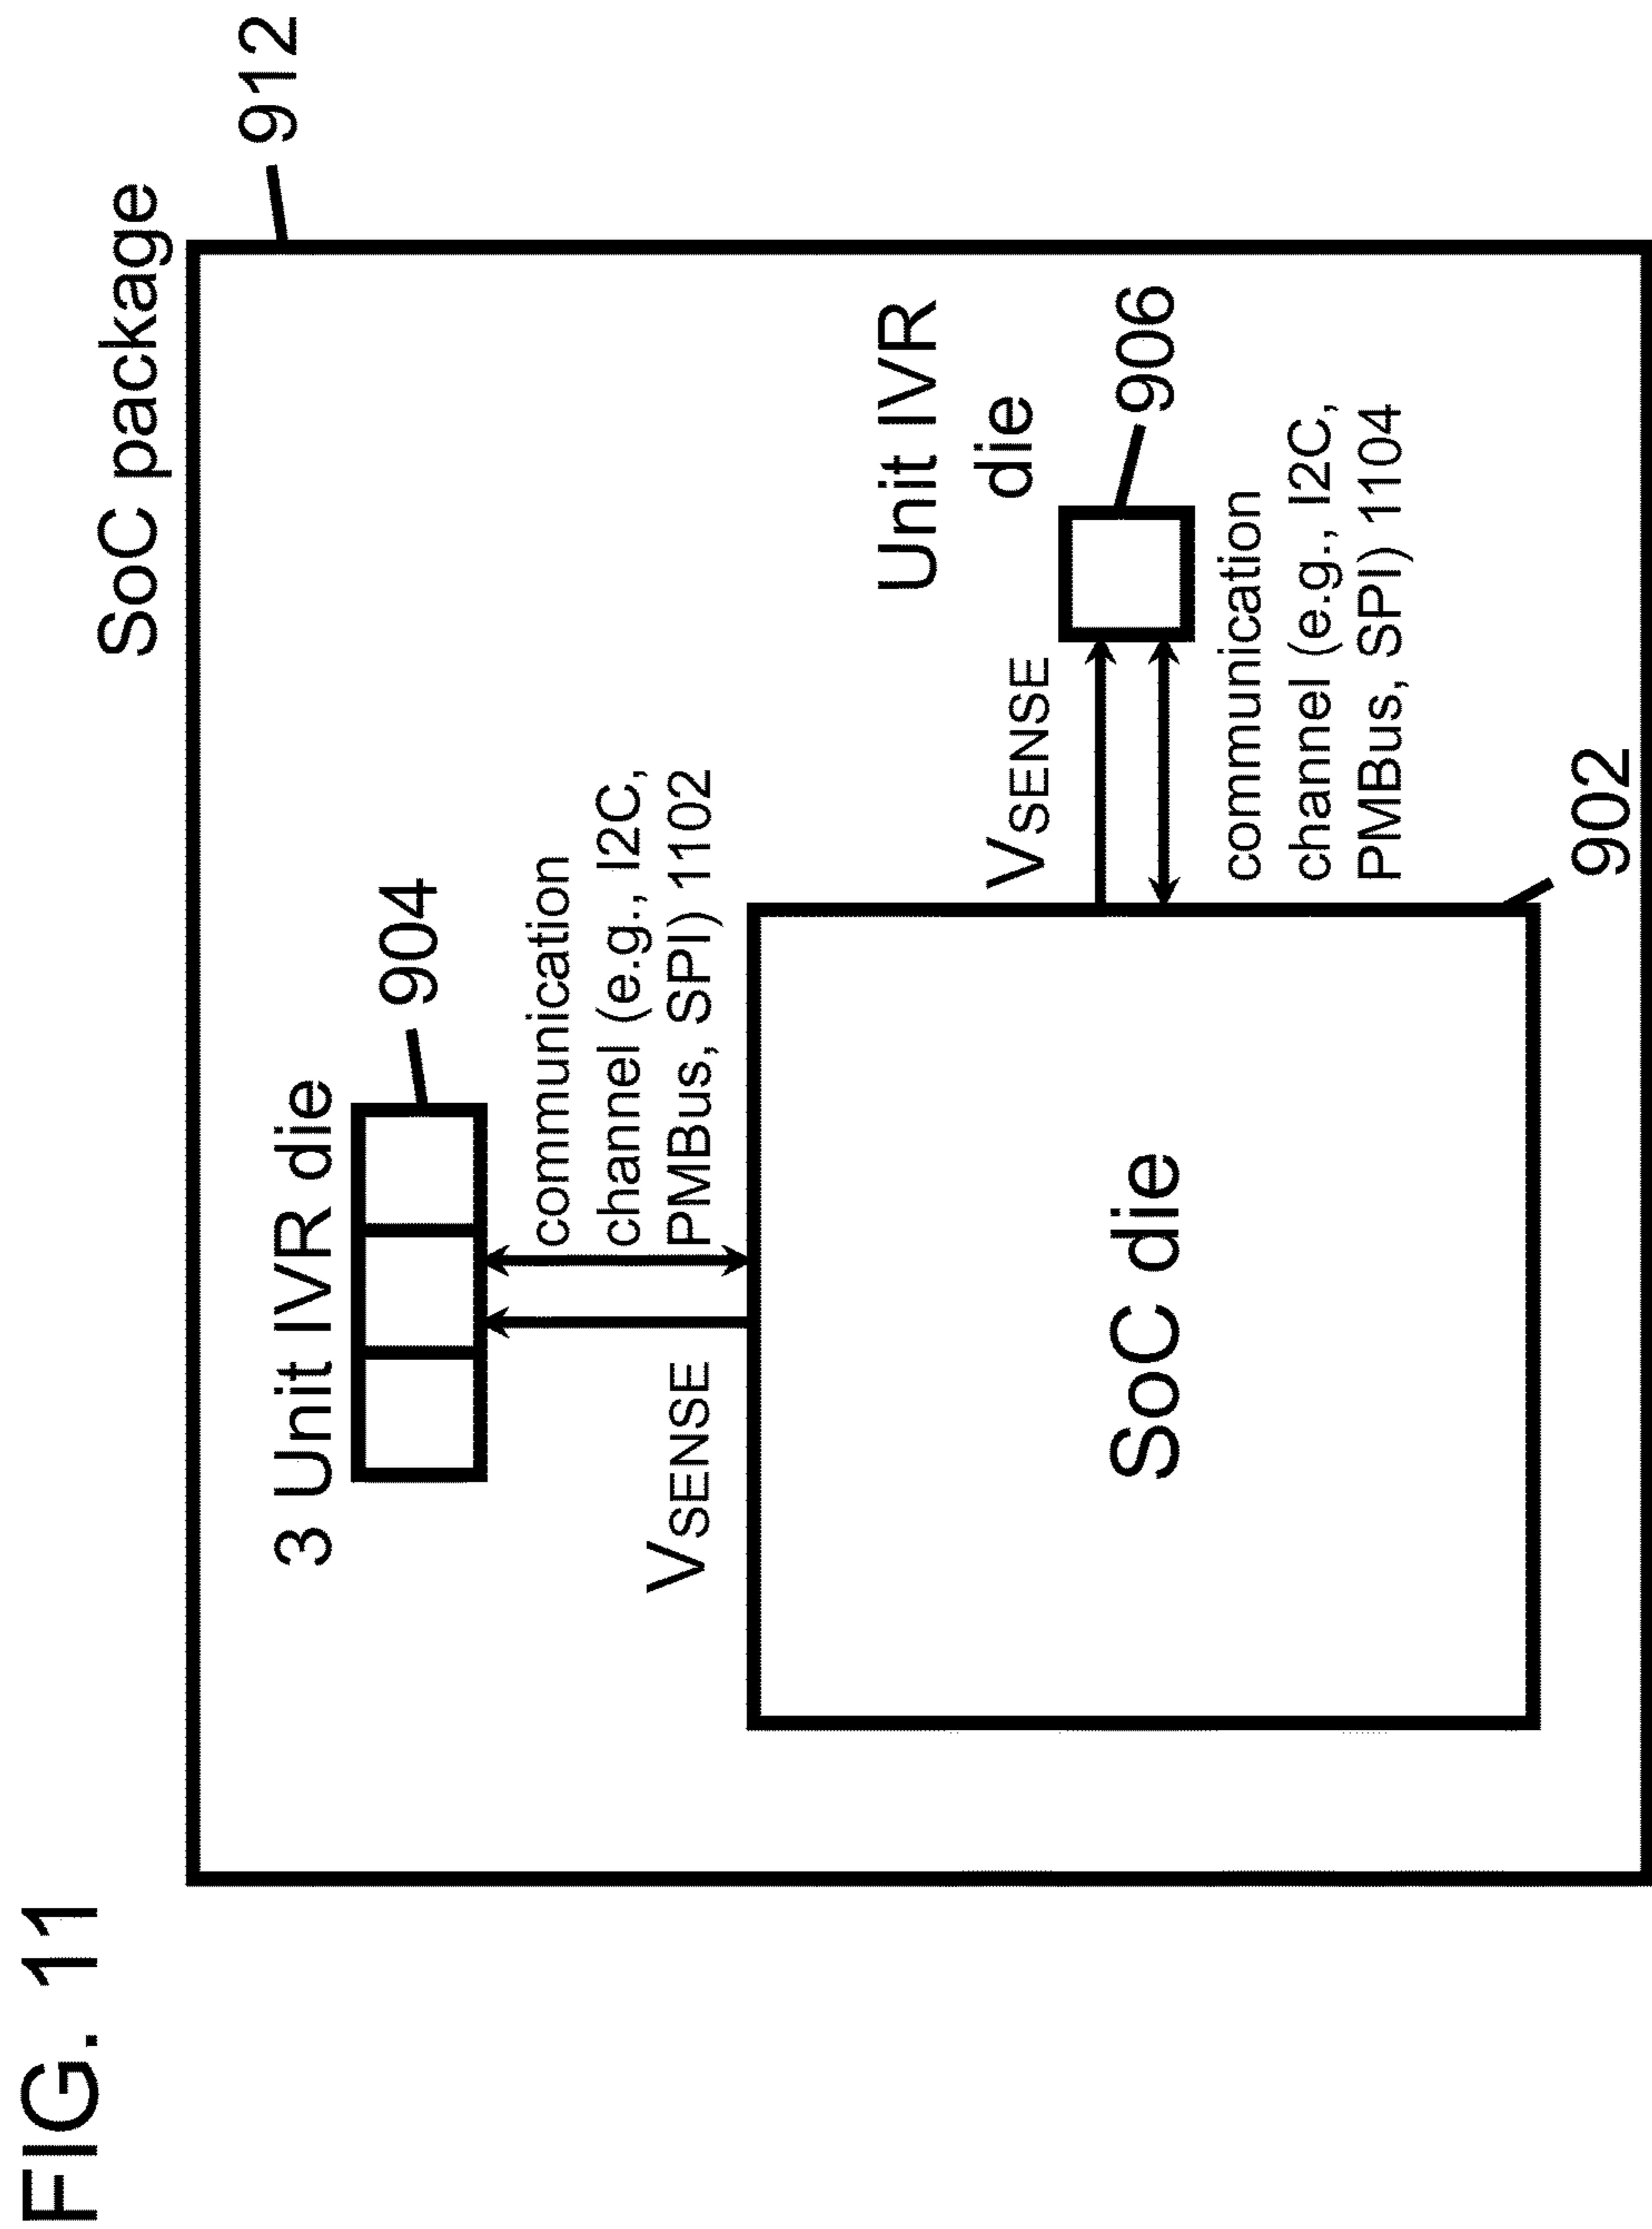 FIG. 11
SoC package
912
3 Unit IVR die
904
communication
channel (e.g., I2C,
PMBus, SPI) 1102
VSENSE
Unit IVR
die
906
VSENSE
communication
channel (e.g., I2C,
PMBus, SPI) 1104
SoC die
902